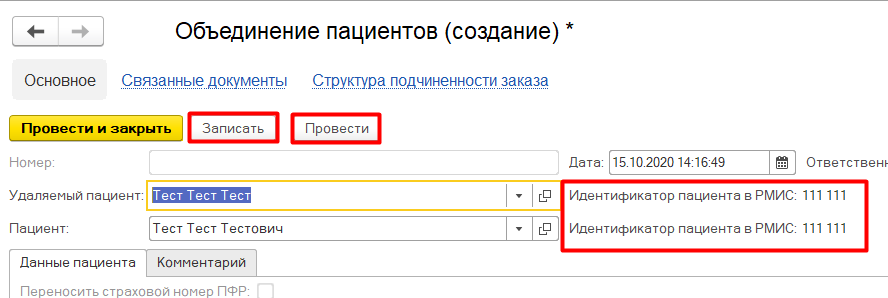 Объединение пациентов (создание) *
Основное Связанные документы Структура подчиненности заказа
Провести и закрыть Записать Провести
Номер: Дата: 15.10.2020 14:16:49 Ответственн
Удаляемый пациент: Тест Тест Тест Идентификатор пациента в РМИС: 111 111
Пациент: Тест Тест Тестович Идентификатор пациента в РМИС: 111 111
Данные пациента Комментарий
Переносить страховой номер ПФР: